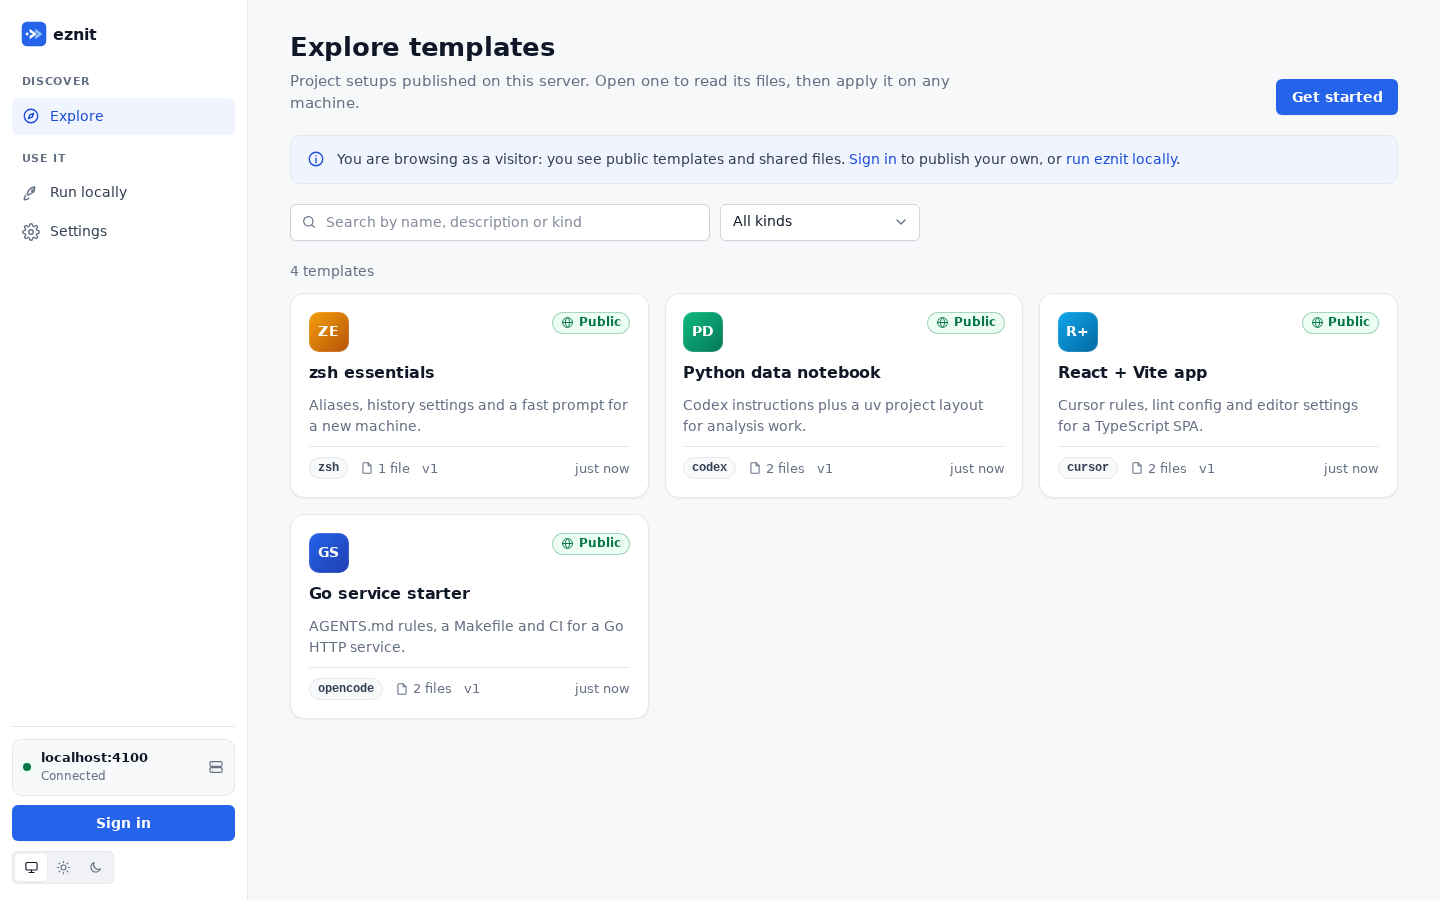 eznit
DISCOVER
Explore
USE IT
Run locally
Settings
localhost:4100
Connected
Sign in
Explore templates
Project setups published on this server. Open one to read its files, then apply it on any
machine.
Get started
You are browsing as a visitor: you see public templates and shared files. Sign in to publish your own, or run eznit locally.
Search by name, description or kind
All kinds
4 templates
ZE
Public
zsh essentials
Aliases, history settings and a fast prompt for
a new machine.
zsh 1 file v1 just now
PD
Public
Python data notebook
Codex instructions plus a uv project layout
for analysis work.
codex 2 files v1 just now
R+
Public
React + Vite app
Cursor rules, lint config and editor settings
for a TypeScript SPA.
cursor 2 files v1 just now
GS
Public
Go service starter
AGENTS.md rules, a Makefile and CI for a Go
HTTP service.
opencode 2 files v1 just now